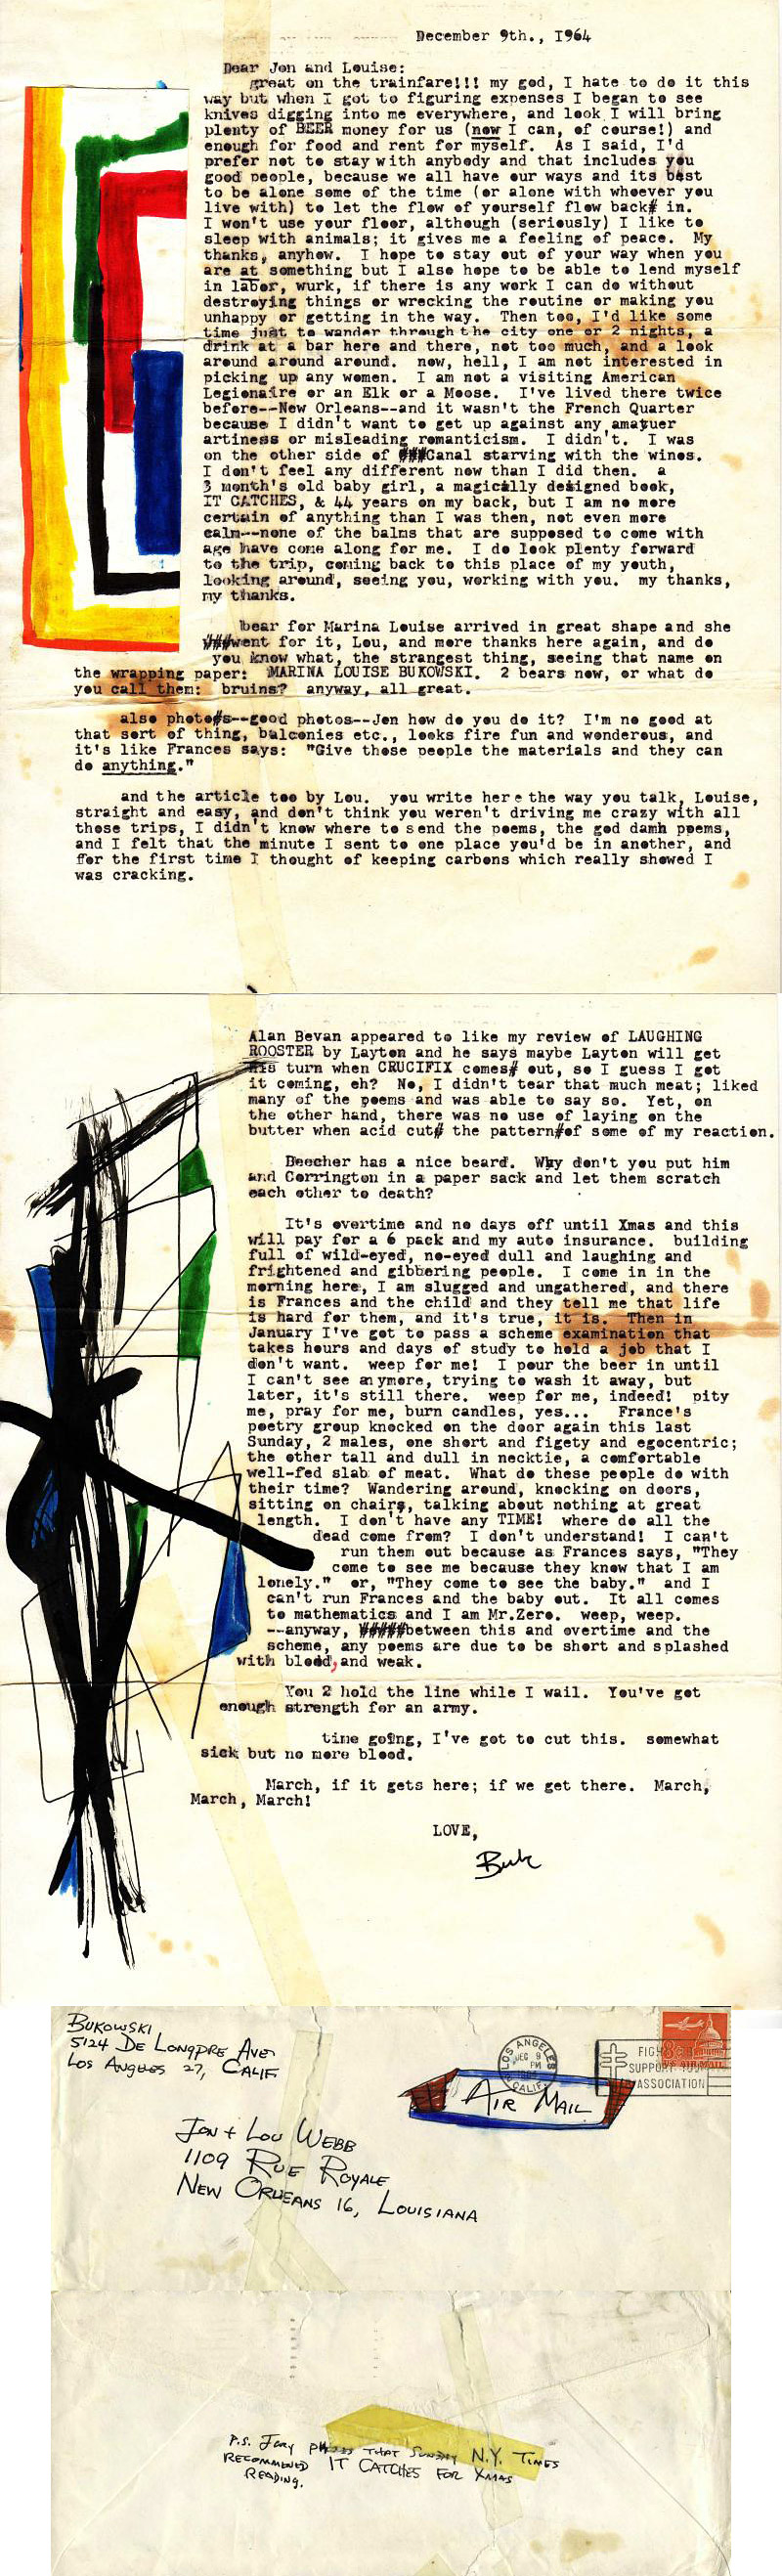 December 9th., 1964
Dear Jon and Louise:
great on the trainfare!!! my god, I hate to do it this
way but when I got to figuring expenses I began to see
knives digging into me everywhere, and look I will bring
plenty of BEER money for us (now I can, of course!) and
enough for food and rent for myself. As I said, I'd
prefer not to stay with anybody and that includes you
good people, because we all have our ways and its best
to be alone some of the time (or alone with whoever you
live with) to let the flow of yourself flow back# in.
I won't use your floor, although (seriously) I like to
sleep with animals; it gives me a feeling of peace. My
thanks, anyhow. I hope to stay out of your way when you
are at something but I also hope to be able to lend myself
in labor, wurk, if there is any work I can do without
destroying things or wrecking the routine or making you
unhappy or getting in the way. Then too, I'd like some
time just to wander through the city one or 2 nights, a
drink at a bar here and there, not too much, and a look
around around around. now, hell, I am not interested in
picking up any women. I am not a visiting American
Legionaire or an Elk or a Moose. I've lived there twice
before--New Orleans--and it wasn't the French Quarter
because I didn't want to get up against any amatuer
artiness or misleading romanticism. I didn't. I was
on the other side of ###Canal starving with the winos.
I don't feel any different now than I did then. a
3 month's old baby girl, a magically designed book,
IT CATCHES, & 44 years on my back, but I am no more
certain of anything than I was then, not even more
calm--none of the balms that are supposed to come with
age have come along for me. I do look plenty forward
to the trip, coming back to this place of my youth,
looking around, seeing you, working with you. my thanks,
my thanks.
bear for Marina Louise arrived in great shape and she
###went for it, Lou, and more thanks here again, and do
you know what, the strangest thing, seeing that name on
the wrapping paper: MARINA LOUISE BUKOWSKI. 2 bears now, or what do
you call them: bruins? anyway, all great.
also photo#s--good photos--Jon how do you do it? I'm no good at
that sort of thing, balconies etc., looks fire fun and wonderous, and
it's like Frances says: "Give those people the materials and they can
do anything."
and the article too by Lou. you write here the way you talk, Louise,
straight and easy, and don't think you weren't driving me crazy with all
those trips, I didn't know where to send the poems, the god damh poems,
and I felt that the minute I sent to one place you'd be in another, and
for the first time I thought of keeping carbons which really showed I
was cracking.
Alan Bevan appeared to like my review of LAUGHING
ROOSTER by Layton and he says maybe Layton will get
his turn when CRUCIFIX comes# out, so I guess I got
it coming, eh? No, I didn't tear that much meat; liked
many of the poems and was able to say so. Yet, on
the other hand, there was no use of laying on the
butter when acid cut# the pattern#of some of my reaction.
Beecher has a nice beard. Why don't you put him
and Corrington in a paper sack and let them scratch
each other to death?
It's overtime and no days off until Xmas and this
will pay for a 6 pack and my auto insurance. building
full of wild-eyed, no-eyed dull and laughing and
frightened and gibbering people. I come in in the
morning here, I am slugged and ungathered, and there
is Frances and the child and they tell me that life
is hard for them, and it's true, it is. Then in
January I've got to pass a scheme examination that
takes hours and days of study to hold a job that I
don't want. weep for me! I pour the beer in until
I can't see anymore, trying to wash it away, but
later, it's still there. weep for me, indeed! pity
me, pray for me, burn candles, yes... France's
poetry group knocked on the door again this last
Sunday, 2 males, one short and figety and egocentric;
the other tall and dull in necktie, a comfortable
well-fed slab of meat. What do these people do with
their time? Wandering around, knocking on doors,
sitting on chairs, talking about nothing at great
length. I don't have any TIME! where do all the
dead come from? I don't understand! I can't
run them out because as Frances says, "They
come to see me because they know that I am
lonely." or, "They come to see the baby." and I
can't run Frances and the baby out. It all comes
to mathematics and I am Mr.Zero. weep, weep.
--anyway, #####between this and overtime and the
scheme, any poems are due to be short and splashed
with blood, and weak.
You 2 hold the line while I wail. You've got
enough strength for an army.
time going, I've got to cut this. somewhat
sick but no more blood.
March, if it gets here; if we get there. March,
March, March!
LOVE,
Buk
BUKOWSKI
5124 DE LONGPRE AVE
LOS ANGELES 27, CALIF
LOS ANGELES
DEC 9
PM
CALIF.
FIGHT
SUPPORT YOUR
ASSOCIATION
8¢
AIR MAIL
JON + LOU WEBB
1109 RUE ROYALE
NEW ORLEANS 16, LOUISIANA
P.S. JORY THAT SUNDAY N.Y. TIMES
RECOMMENDED IT CATCHES FOR XMAS
READING.